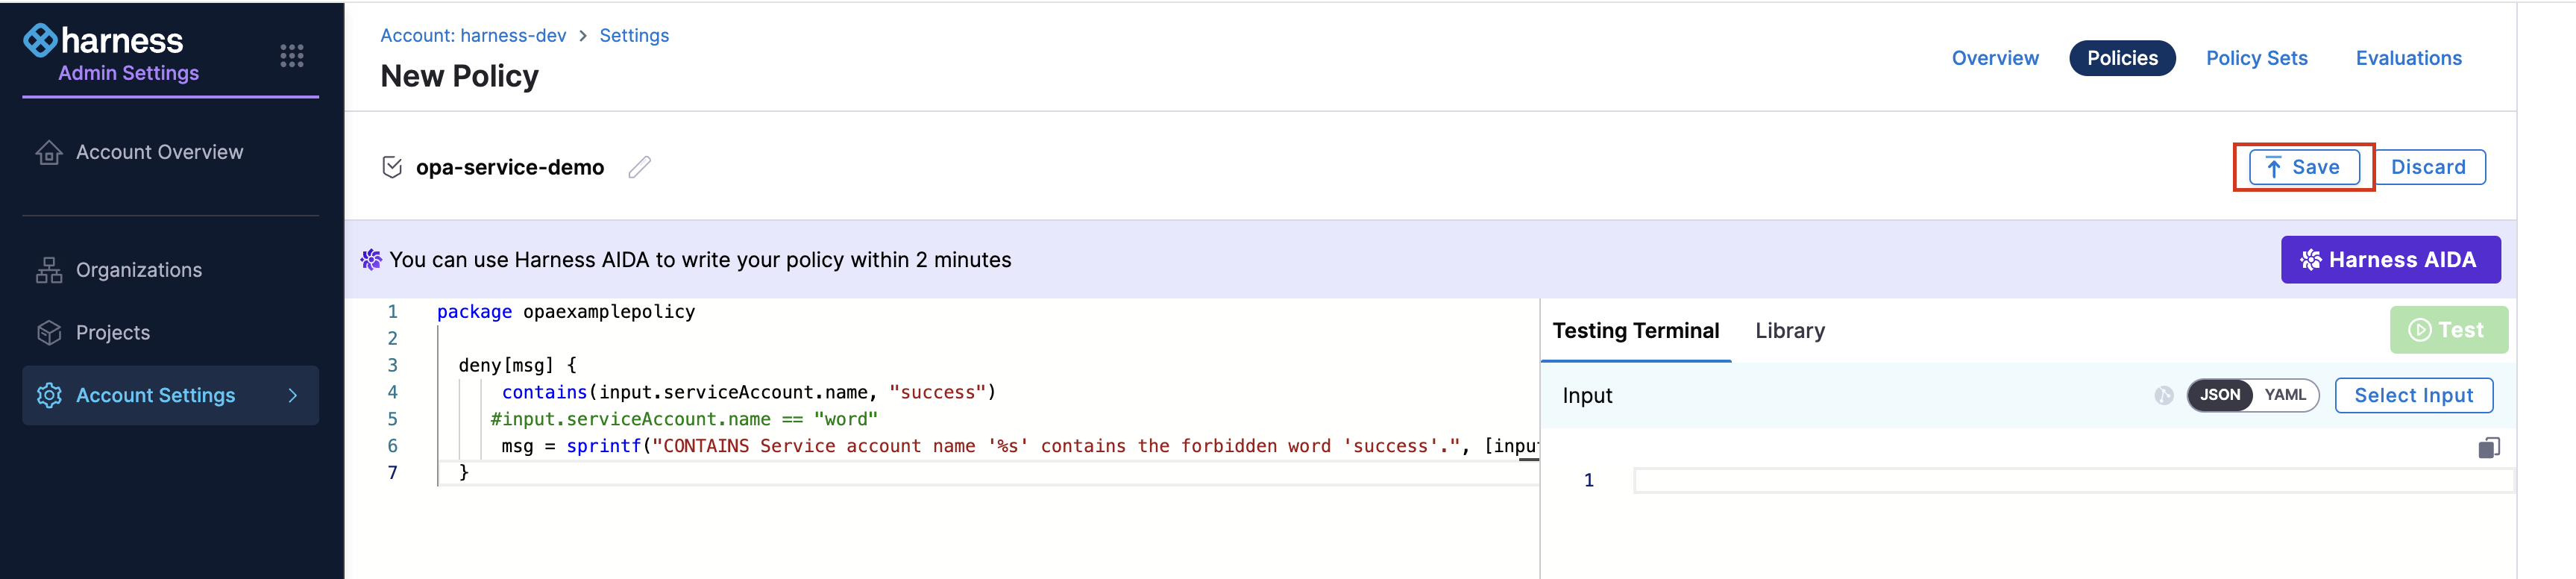 harness
Admin Settings
Account Overview
Organizations
Projects
Account Settings
Account: harness-dev > Settings
New Policy
Overview
Policies
Policy Sets
Evaluations
opa-service-demo
Save
Discard
You can use Harness AIDA to write your policy within 2 minutes
Harness AIDA
1 package opaexamplepolicy
2
3 deny[msg] {
4 contains(input.serviceAccount.name, "success")
5 #input.serviceAccount.name == "word"
6 msg = sprintf("CONTAINS Service account name '%s' contains the forbidden word 'success'.", [input
7 }
Testing Terminal
Library
Test
Input
JSON
YAML
Select Input
1